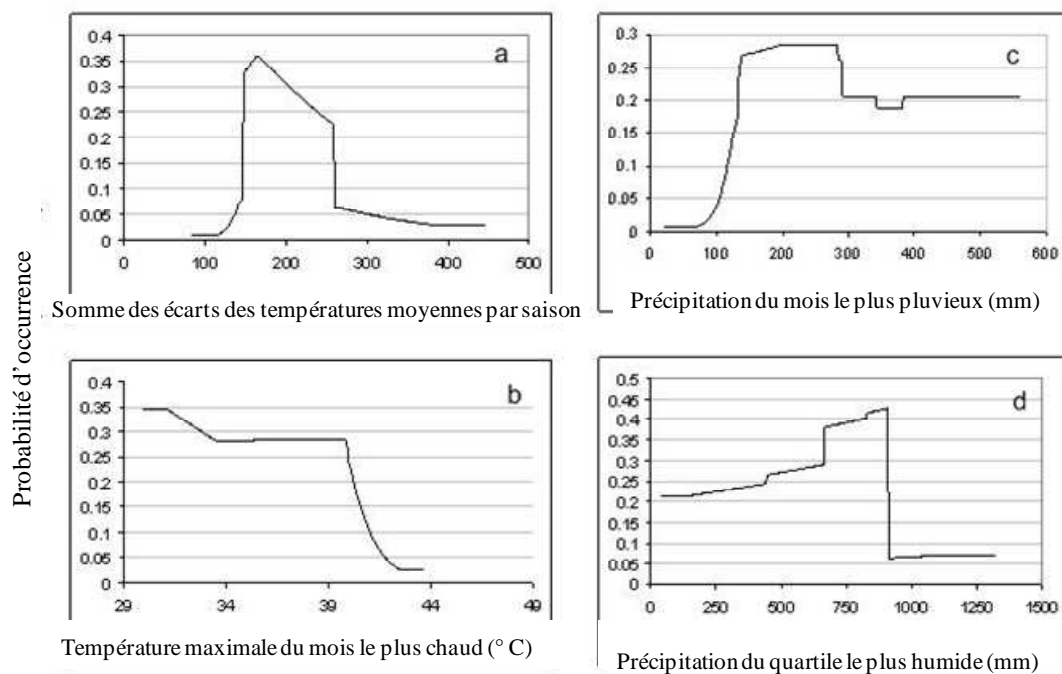 Probabilité d'occurrence
a
0.4
0.35
0.3
0.25
0.2
0.15
0.1
0.05
0
0 100 200 300 400 500
Somme des écarts des températures moyennes par saison
c
0.3
0.25
0.2
0.15
0.1
0.05
0
0 100 200 300 400 500 600
Précipitation du mois le plus pluvieux (mm)
b
0.4
0.35
0.3
0.25
0.2
0.15
0.1
0.05
0
29 34 39 44 49
Température maximale du mois le plus chaud (° C)
d
0.5
0.45
0.4
0.35
0.3
0.25
0.2
0.15
0.1
0.05
0
0 250 500 750 1000 1250 1500
Précipitation du quartile le plus humide (mm)